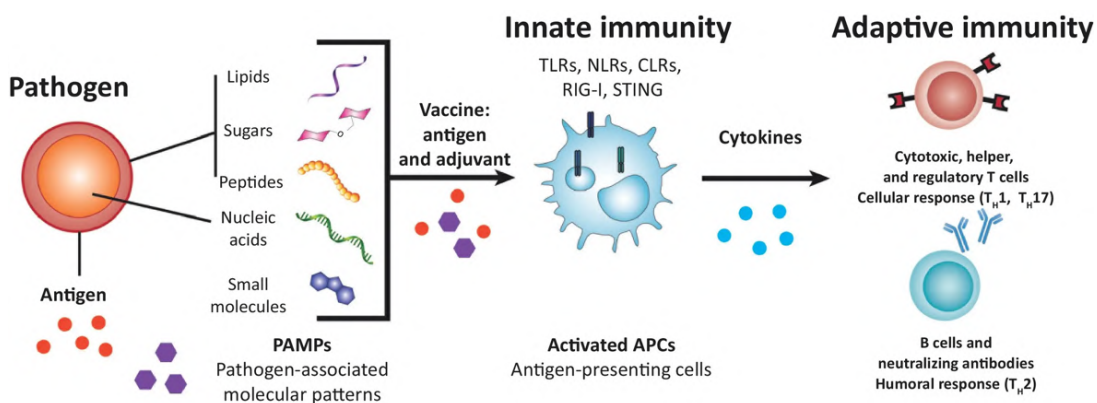 Pathogen
Antigen
Lipids
Sugars
Peptides
Nucleic
acids
Small
molecules
O
PAMPs
Pathogen-associated
molecular patterns
Vaccine:
antigen
and adjuvant
Innate immunity
TLRs, NLRs, CLRs,
RIG-I, STING
Activated APCs
Antigen-presenting cells
Cytokines
Adaptive immunity
Cytotoxic, helper,
and regulatory T cells
Cellular response (TH1, TH17)
B cells and
neutralizing antibodies
Humoral response (TH2)